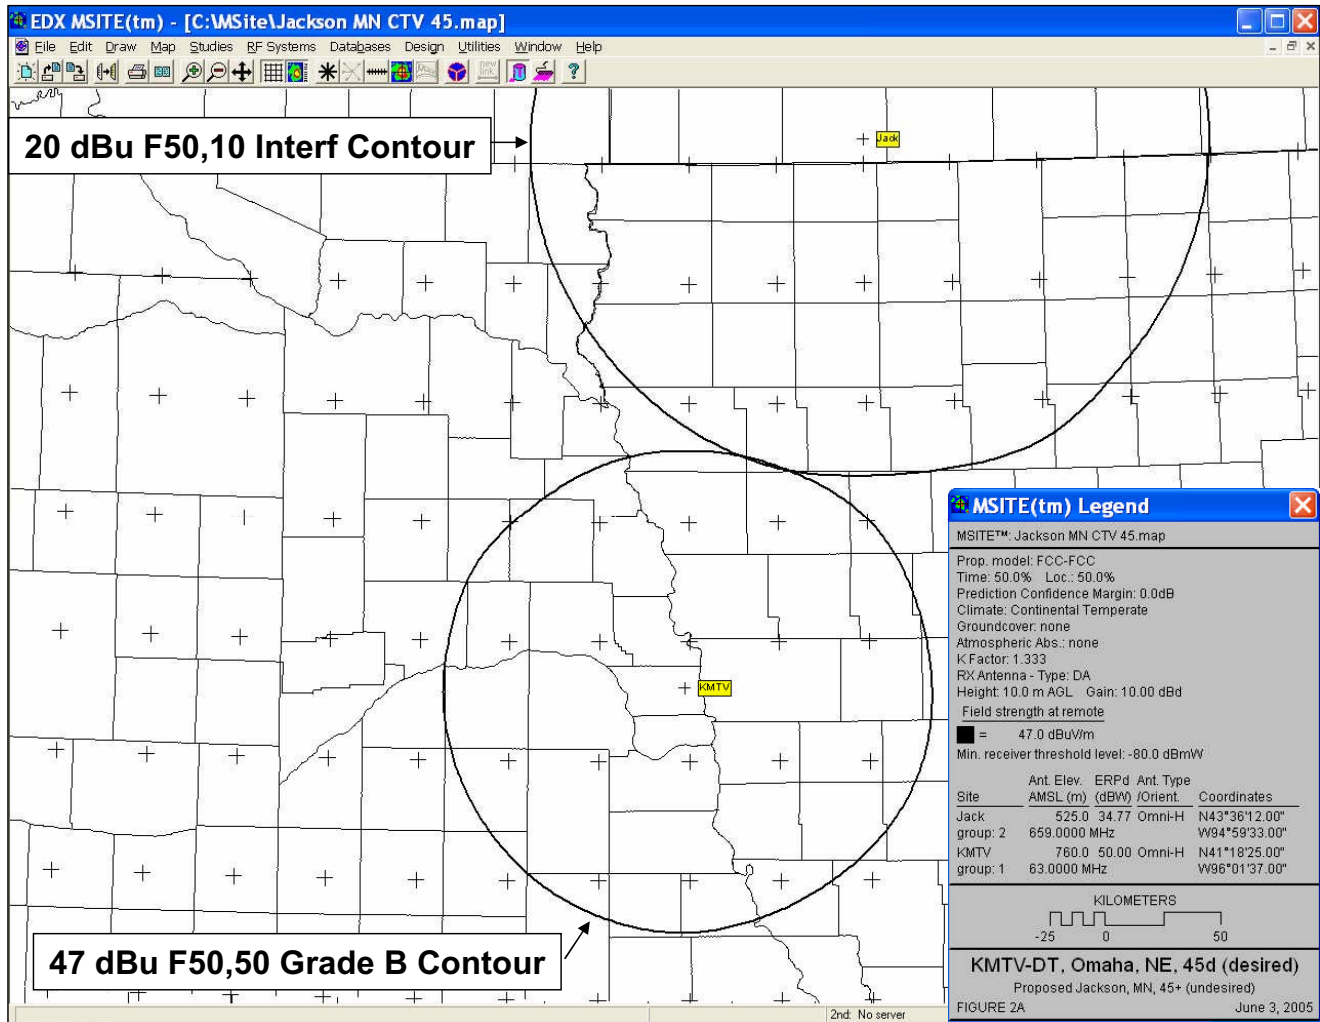 EDX MSITE(tm) - [C:\MSite\Jackson MN CTV 45.map]
File Edit Draw Map Studies RF Systems Databases Design Utilities Window Help
new link
?
20 dBu F50,10 Interf Contour
Jack
KMTV
47 dBu F50,50 Grade B Contour
MSITE(tm) Legend
MSITE™: Jackson MN CTV 45.map
Prop. model: FCC-FCC
Time: 50.0% Loc.: 50.0%
Prediction Confidence Margin: 0.0dB
Climate: Continental Temperate
Groundcover: none
Atmospheric Abs.: none
K Factor: 1.333
RX Antenna - Type: DA
Height: 10.0 m AGL Gain: 10.00 dBd
Field strength at remote
= 47.0 dBuV/m
Min. receiver threshold level: -80.0 dBmW
Ant. Elev. ERPd Ant. Type
Site AMSL (m) (dBW) /Orient. Coordinates
Jack 525.0 34.77 Omni-H N43°36'12.00"
group: 2 659.0000 MHz W94°59'33.00"
KMTV 760.0 50.00 Omni-H N41°18'25.00"
group: 1 63.0000 MHz W96°01'37.00"
KILOMETERS
-25 0 50
KMTV-DT, Omaha, NE, 45d (desired)
Proposed Jackson, MN, 45+ (undesired)
FIGURE 2A June 3, 2005
2nd: No server